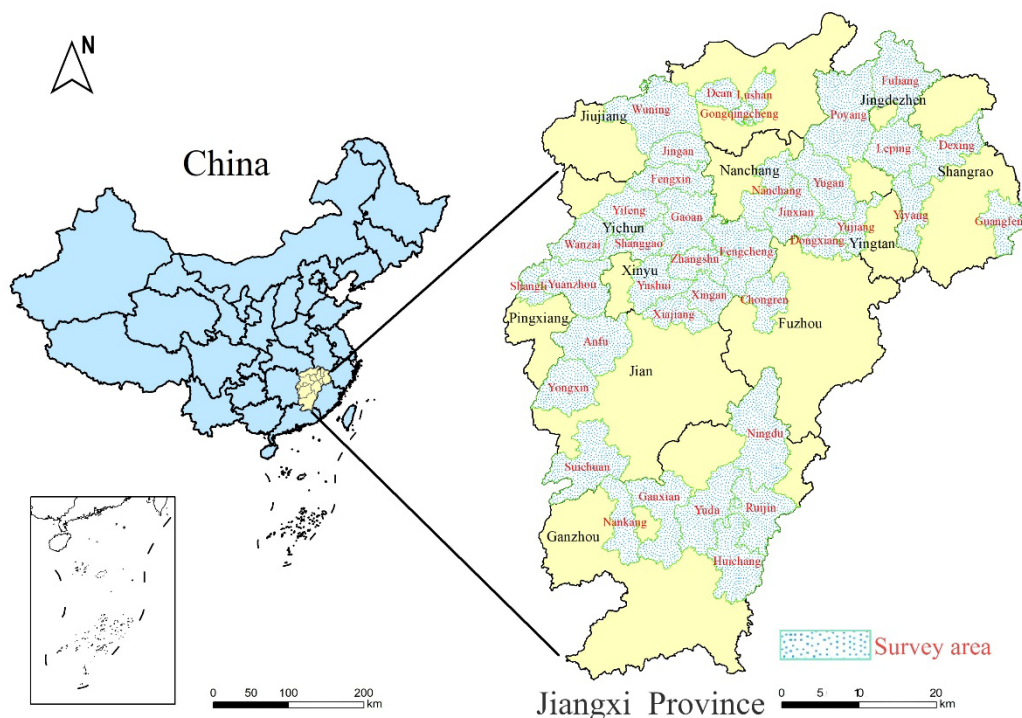 N
China
0 50 100 200
km
Dean
Lushan
Fuliang
Wuning
Jiujiang
Gongqingcheng
Jingdezhen
Poyang
Jingan
Leping
Dexing
Nanchang
Shangrao
Fengxin
Nanchang
Yugan
Yifeng
Gaoan
Jinxian
Yiyang
Guangfen
Yichun
Yujiang
Wanzai
Shanggao
Dongxiang
Yingtan
Fengcheng
Zhangshu
Xinyu
Shangli
Yuanzhou
Yushui
Xingan
Chongren
Pingxiang
Xiajiang
Fuzhou
Anfu
Jian
Yongxin
Ningdu
Suichuan
Ganxian
Yudu
Ruijin
Nankang
Ganzhou
Huichang
Survey area
Jiangxi Province
0 5 10 20
km